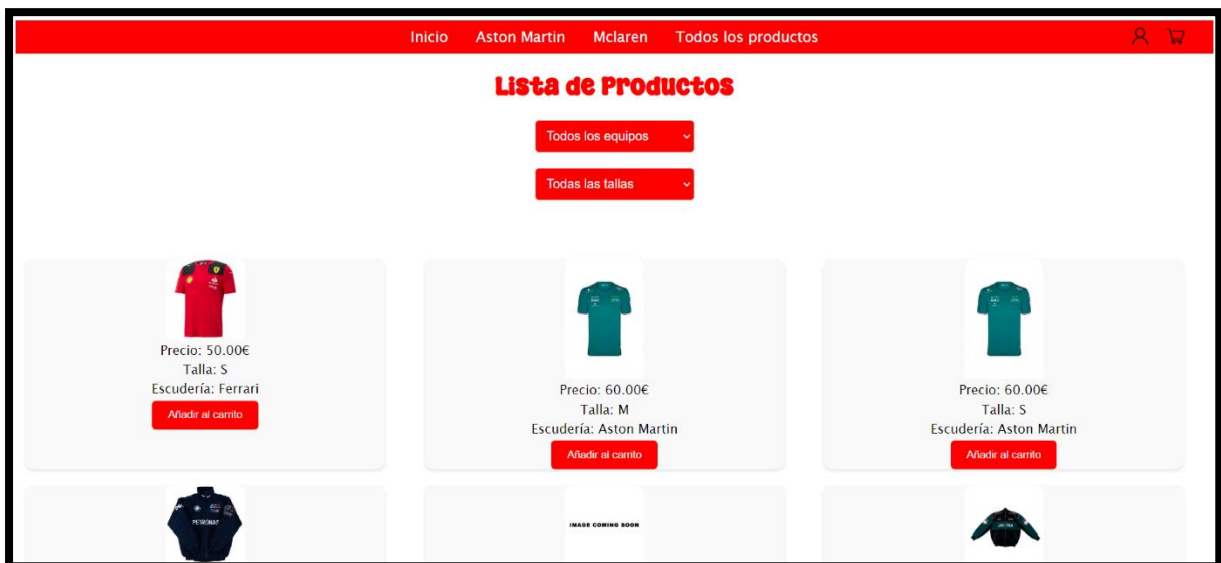 Inicio Aston Martin Mclaren Todos los productos
Lista de Productos
Todos los equipos
Todas las tallas
Precio: 50.00€
Talla: S
Escudería: Ferrari
Añadir al carrito
Precio: 60.00€
Talla: M
Escudería: Aston Martin
Añadir al carrito
Precio: 60.00€
Talla: S
Escudería: Aston Martin
Añadir al carrito
PETRONAS
IMAGE COMING SOON